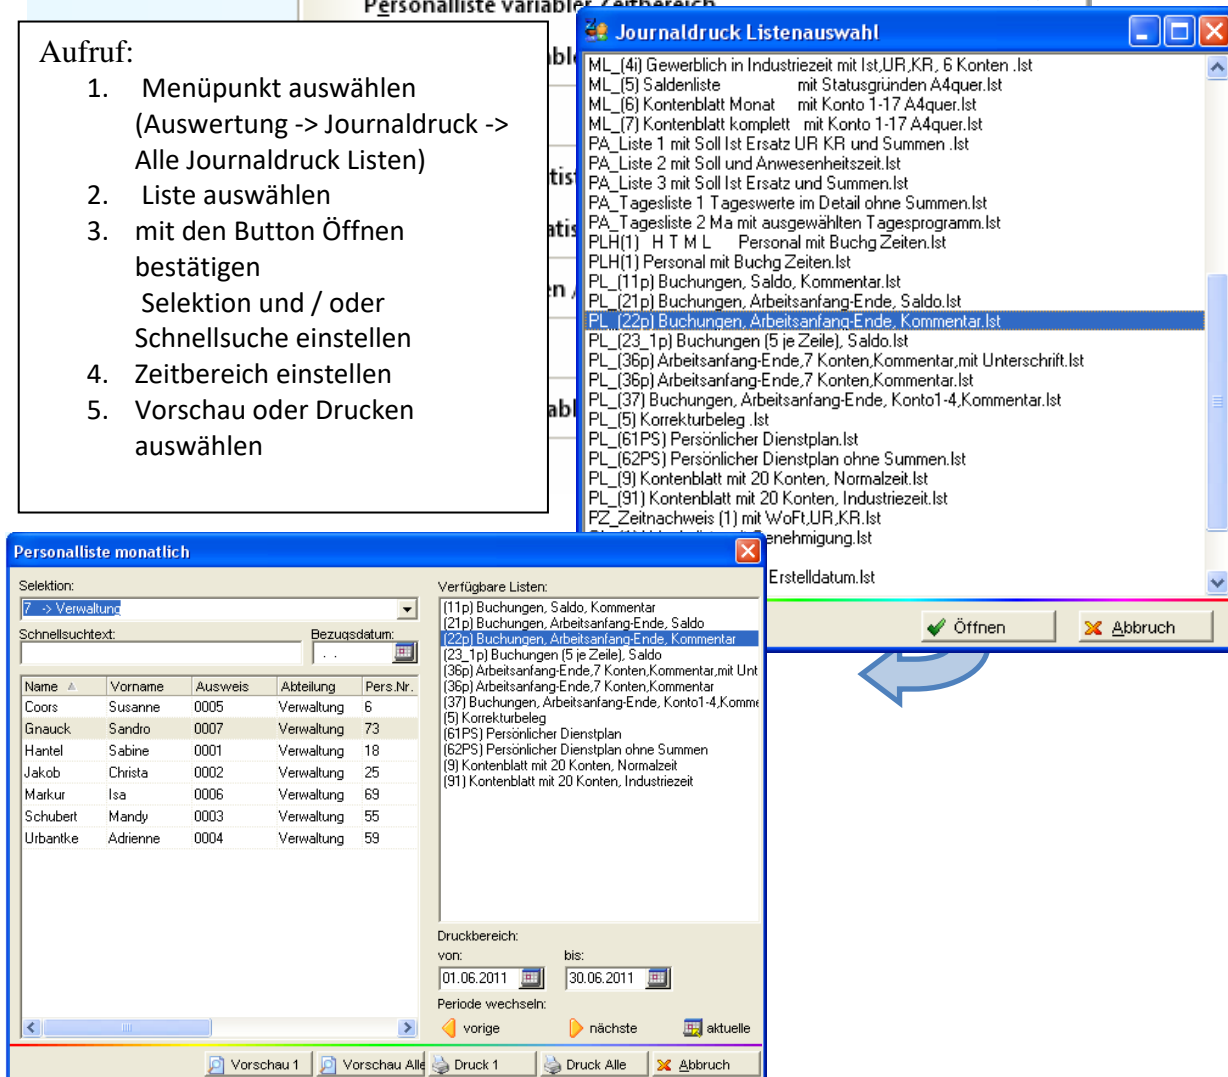 Personalliste variabler Zeitbereich
Aufruf:
1. Menüpunkt auswählen
(Auswertung -> Journaldruck ->
Alle Journaldruck Listen)
2. Liste auswählen
3. mit den Button Öffnen
bestätigen
Selektion und / oder
Schnellsuche einstellen
4. Zeitbereich einstellen
5. Vorschau oder Drucken
auswählen
Journaldruck Listenauswahl
ML_(4i) Gewerblich in Industriezeit mit Ist,UR,KR, 6 Konten .lst
ML_(5) Saldenliste mit Statusgründen A4quer.lst
ML_(6) Kontenblatt Monat mit Konto 1-17 A4quer.lst
ML_(7) Kontenblatt komplett mit Konto 1-17 A4quer.lst
PA_Liste 1 mit Soll Ist Ersatz UR KR und Summen .lst
PA_Liste 2 mit Soll und Anwesenheitszeit.lst
PA_Liste 3 mit Soll Ist Ersatz und Summen.lst
PA_Tagesliste 1 Tageswerte im Detail ohne Summen.lst
PA_Tagesliste 2 Ma mit ausgewählten Tagesprogramm.lst
PLH(1) H T M L Personal mit Buchg Zeiten.lst
PLH(1) Personal mit Buchg Zeiten.lst
PL_(11p) Buchungen, Saldo, Kommentar.lst
PL_(21p) Buchungen, Arbeitsanfang-Ende, Saldo.lst
PL_(22p) Buchungen, Arbeitsanfang-Ende, Kommentar.lst
PL_(23_1p) Buchungen (5 je Zeile), Saldo.lst
PL_(36p) Arbeitsanfang-Ende,7 Konten,Kommentar,mit Unterschrift.lst
PL_(36p) Arbeitsanfang-Ende,7 Konten,Kommentar.lst
PL_(37) Buchungen, Arbeitsanfang-Ende, Konto1-4,Kommentar.lst
PL_(5) Korrekturbeleg .lst
PL_(61PS) Persönlicher Dienstplan.lst
PL_(62PS) Persönlicher Dienstplan ohne Summen.lst
PL_(9) Kontenblatt mit 20 Konten, Normalzeit.lst
PL_(91) Kontenblatt mit 20 Konten, Industriezeit.lst
PZ_Zeitnachweis (1) mit WoFt,UR,KR.lst
enehmigung.lst
Erstelldatum.lst
Öffnen Abbruch
Personalliste monatlich
Selektion:
7 -> Verwaltung
Schnellsuchtext: Bezugsdatum:
. .
Name Vorname Ausweis Abteilung Pers.Nr.
Coors Susanne 0005 Verwaltung 6
Gnauck Sandro 0007 Verwaltung 73
Hantel Sabine 0001 Verwaltung 18
Jakob Christa 0002 Verwaltung 25
Markur Isa 0006 Verwaltung 69
Schubert Mandy 0003 Verwaltung 55
Urbantke Adrienne 0004 Verwaltung 59
Verfügbare Listen:
(11p) Buchungen, Saldo, Kommentar
(21p) Buchungen, Arbeitsanfang-Ende, Saldo
(22p) Buchungen, Arbeitsanfang-Ende, Kommentar
(23_1p) Buchungen (5 je Zeile), Saldo
(36p) Arbeitsanfang-Ende,7 Konten,Kommentar,mit Unt
(36p) Arbeitsanfang-Ende,7 Konten,Kommentar
(37) Buchungen, Arbeitsanfang-Ende, Konto1-4,Komme
(5) Korrekturbeleg
(61PS) Persönlicher Dienstplan
(62PS) Persönlicher Dienstplan ohne Summen
(9) Kontenblatt mit 20 Konten, Normalzeit
(91) Kontenblatt mit 20 Konten, Industriezeit
Druckbereich:
von: bis:
01.06.2011 30.06.2011
Periode wechseln:
vorige nächste aktuelle
Vorschau 1 Vorschau Alle Druck 1 Druck Alle Abbruch